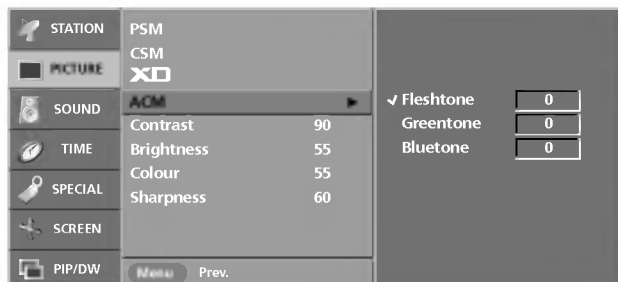 STATION
PICTURE
SOUND
TIME
SPECIAL
SCREEN
PIP/DW
PSM
CSM
XD
ACM
Contrast 90
Brightness 55
Colour 55
Sharpness 60
Menu Prev.
✓ Fleshtone 0
Greentone 0
Bluetone 0